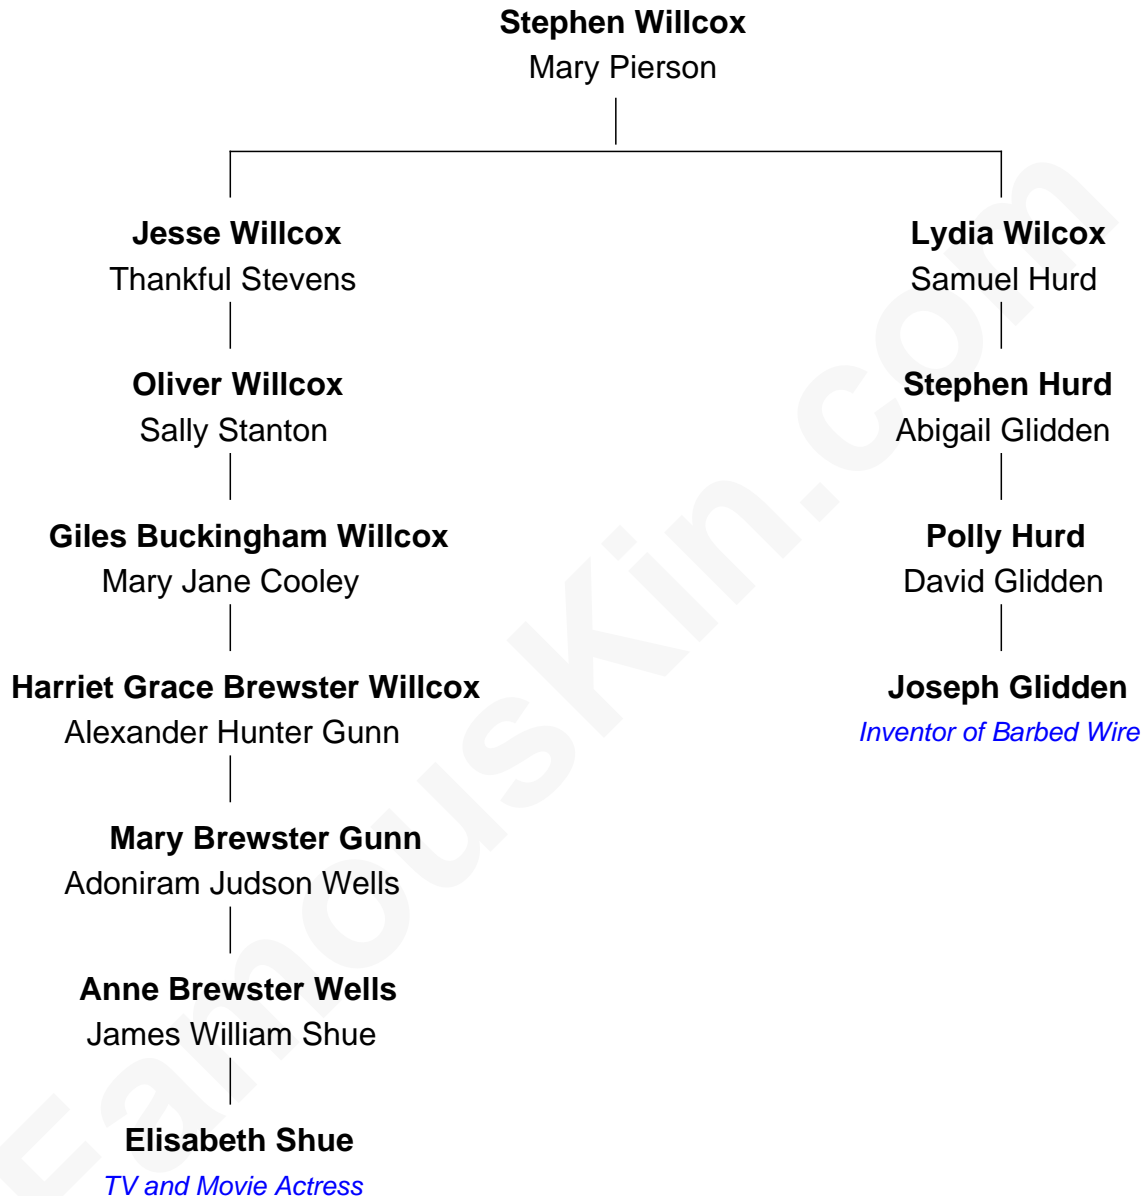 Stephen Willcox
Mary Pierson
Jesse Willcox
Thankful Stevens
Lydia Wilcox
Samuel Hurd
Oliver Willcox
Sally Stanton
Stephen Hurd
Abigail Glidden
Giles Buckingham Willcox
Mary Jane Cooley
Polly Hurd
David Glidden
Harriet Grace Brewster Willcox
Alexander Hunter Gunn
Joseph Glidden
Inventor of Barbed Wire
Mary Brewster Gunn
Adoniram Judson Wells
Anne Brewster Wells
James William Shue
Elisabeth Shue
TV and Movie Actress
FamousKin.com